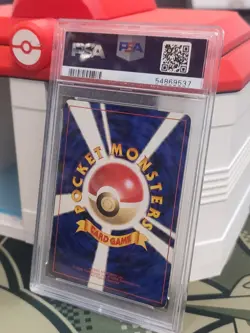 PSA
PSA
54869537
POCKET MONSTERS
CARD GAME